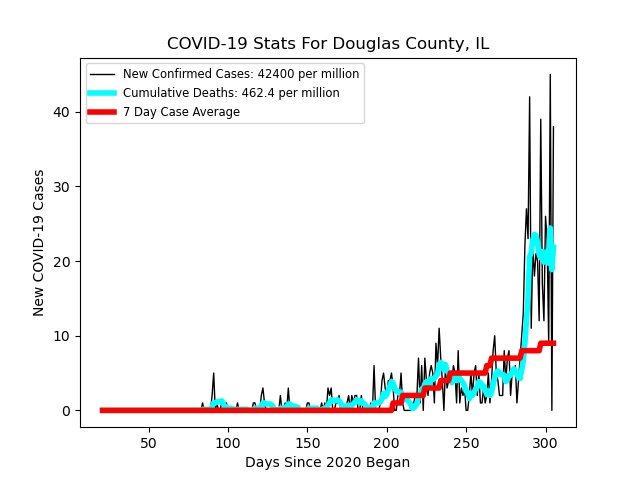 COVID-19 Stats For Douglas County, IL
New Confirmed Cases: 42400 per million
Cumulative Deaths: 462.4 per million
7 Day Case Average
New COVID-19 Cases
40
30
20
10
0
50 100 150 200 250 300
Days Since 2020 Began